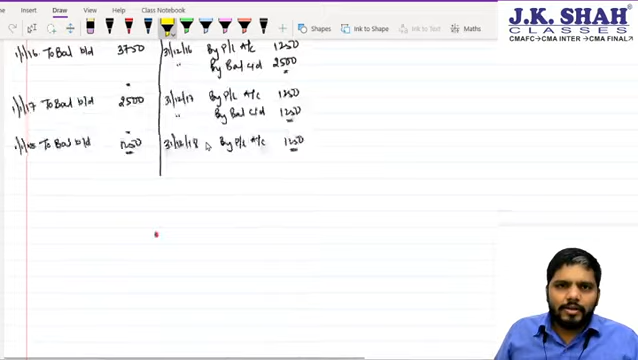 File Home Insert Draw View Help Class Notebook
Shapes Ink to Shape Ink to Text
J.K. SHAH®
CLASSES
CMAFC→CMA INTER→CMA FINAL
1/1/16 To Bal b/d 3750 31/12/16 By P/L A/c 1250
" By Bal c/d 2500
1/1/17 To Bal b/d 2500 31/12/17 By P/L A/c 1250
" By Bal c/d 1250
1/1/18 To Bal b/d 1250 31/12/18 By P/L A/c 1250